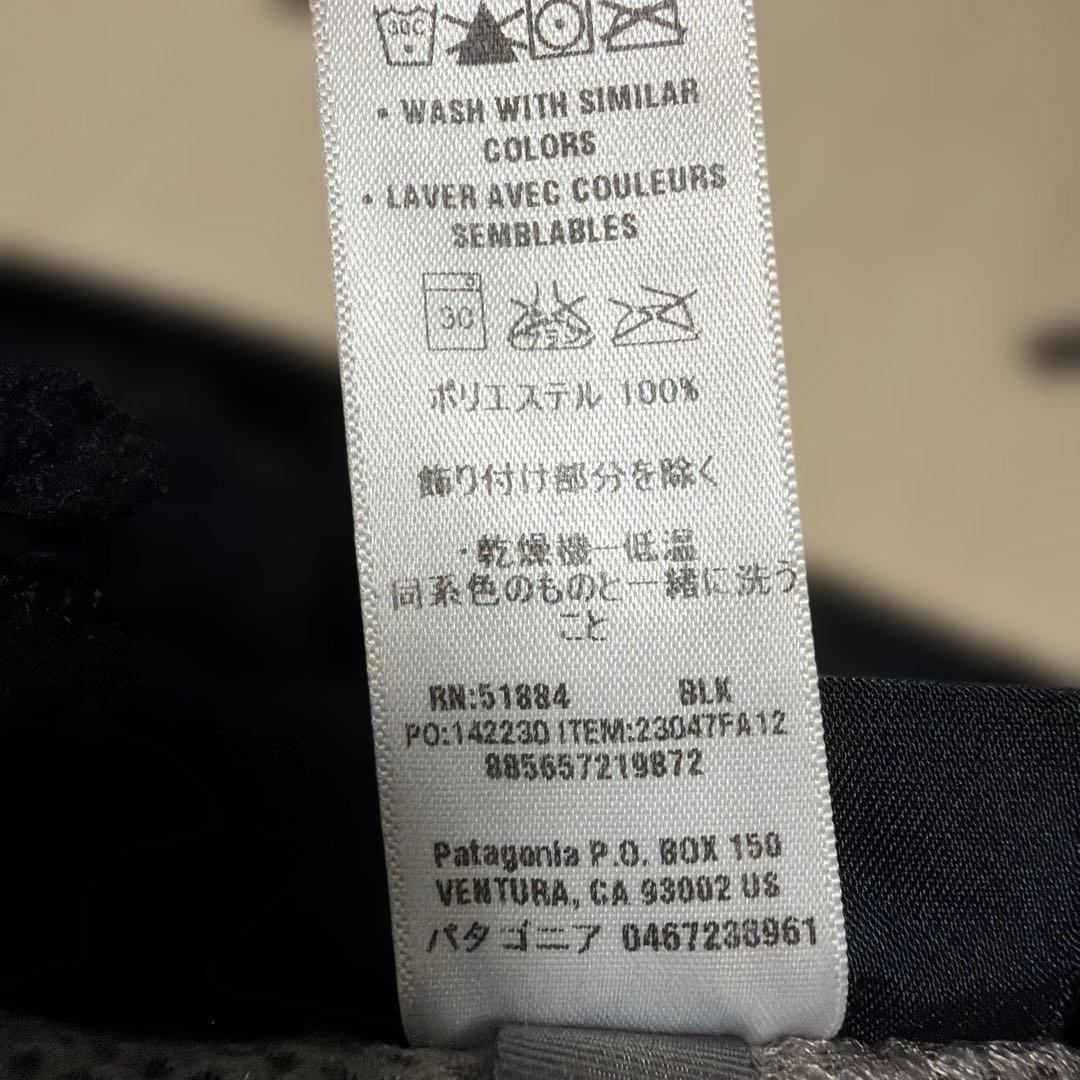 30C
• WASH WITH SIMILAR
COLORS
• LAVER AVEC COULEURS
SEMBLABLES
30
ポリエステル 100%
飾り付け部分を除く
・乾燥機一低温
同系色のものと一緒に洗う
こと
RN:51884 BLK
PO:142230 ITEM:23047FA12
885657219872
Patagonia P.O. BOX 150
VENTURA, CA 93002 US
パタゴニア 0467238961